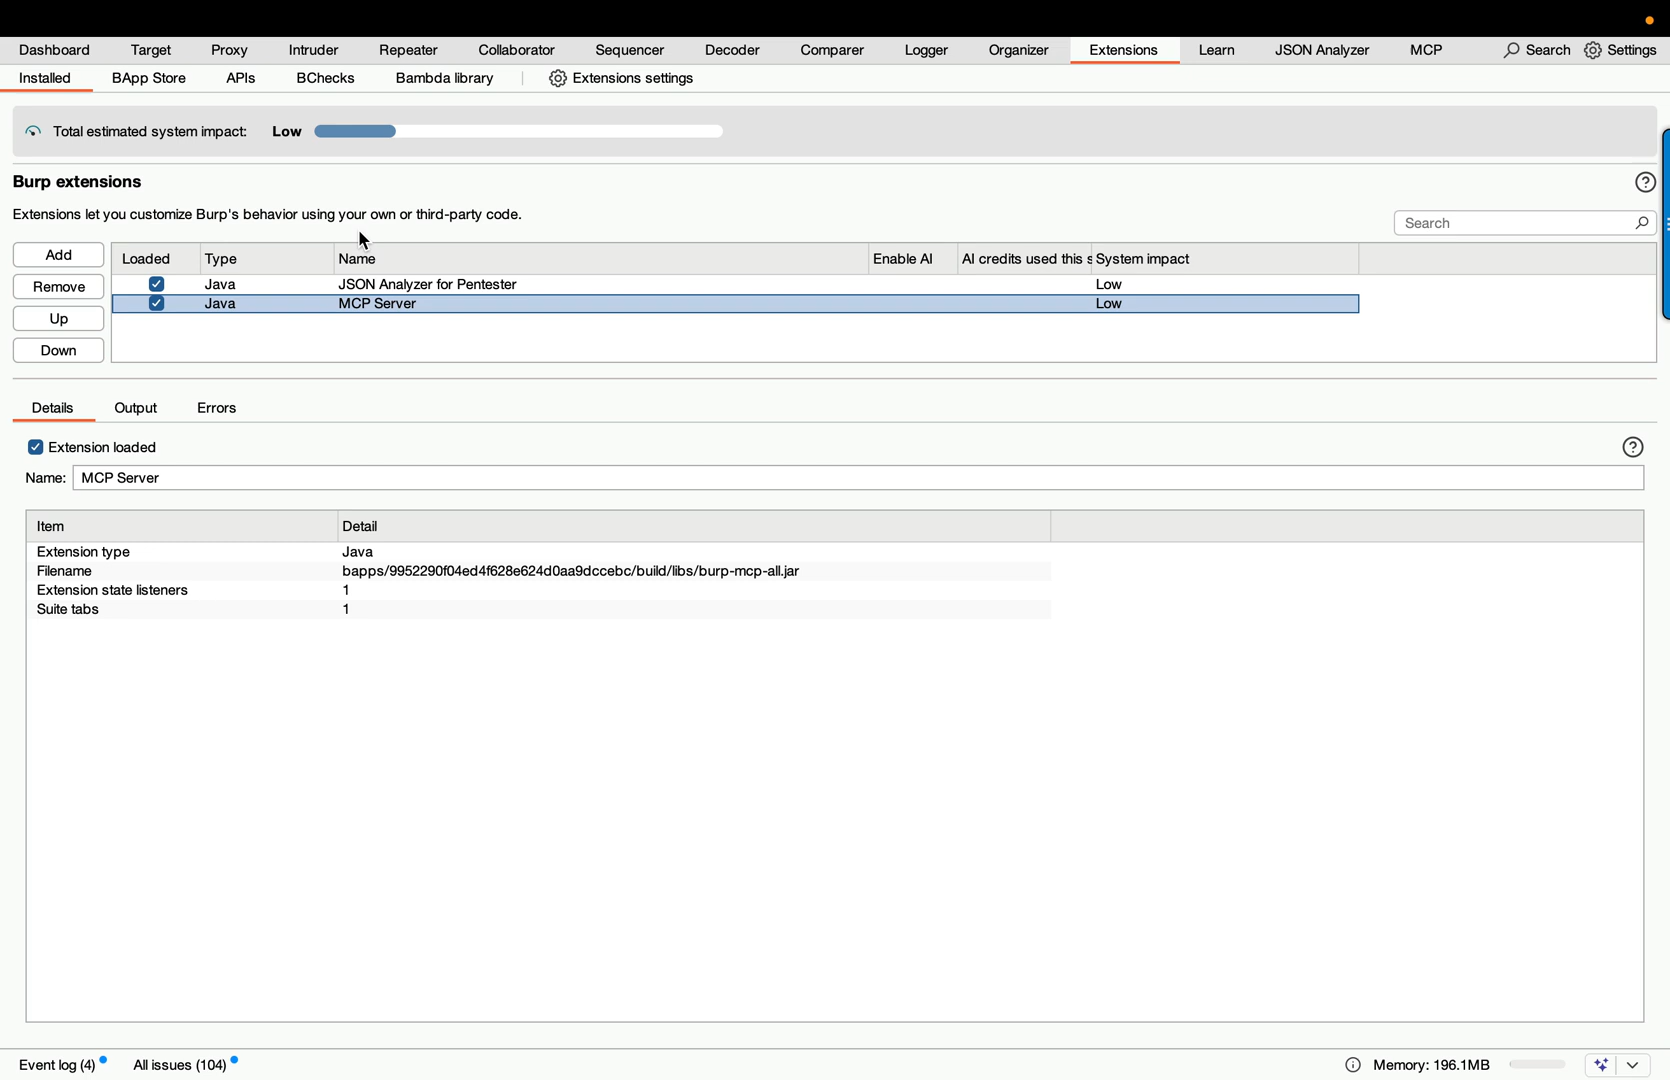 Dashboard Target Proxy Intruder Repeater Collaborator Sequencer Decoder Comparer Logger Organizer Extensions Learn JSON Analyzer MCP Search Settings
Installed BApp Store APIs BChecks Bambda library Extensions settings
Total estimated system impact: Low
Burp extensions
Extensions let you customize Burp's behavior using your own or third-party code.
Search
Add
Remove
Up
Down
Loaded Type Name Enable AI AI credits used this s System impact
Java JSON Analyzer for Pentester Low
Java MCP Server Low
Details Output Errors
Extension loaded
Name: MCP Server
Item Detail
Extension type Java
Filename bapps/9952290f04ed4f628e624d0aa9dccebc/build/libs/burp-mcp-all.jar
Extension state listeners 1
Suite tabs 1
Event log (4) All issues (104) Memory: 196.1MB